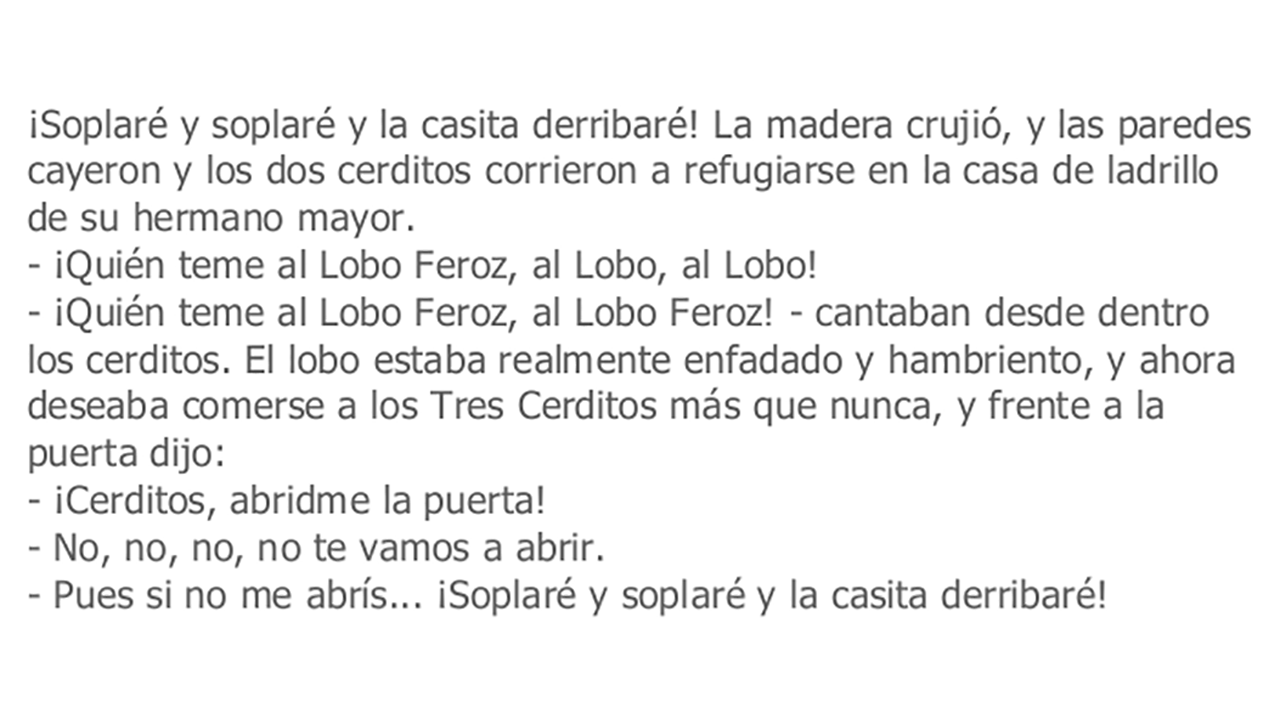 ¡Soplaré y soplaré y la casita derribaré! La madera crujió, y las paredes
cayeron y los dos cerditos corrieron a refugiarse en la casa de ladrillo
de su hermano mayor.
- ¡Quién teme al Lobo Feroz, al Lobo, al Lobo!
- ¡Quién teme al Lobo Feroz, al Lobo Feroz! - cantaban desde dentro
los cerditos. El lobo estaba realmente enfadado y hambriento, y ahora
deseaba comerse a los Tres Cerditos más que nunca, y frente a la
puerta dijo:
- ¡Cerditos, abridme la puerta!
- No, no, no, no te vamos a abrir.
- Pues si no me abrís... ¡Soplaré y soplaré y la casita derribaré!